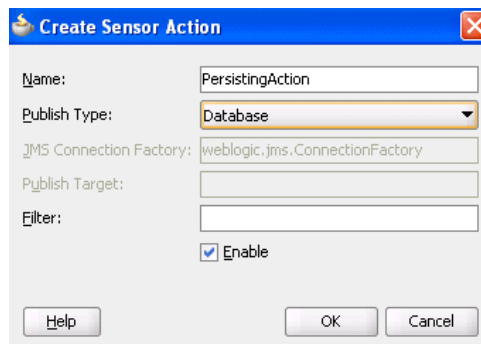 Create Sensor Action
Name: PersistingAction
Publish Type: Database
JMS Connection Factory: weblogic.jms.ConnectionFactory
Publish Target:
Filter:
Enable
Help OK Cancel